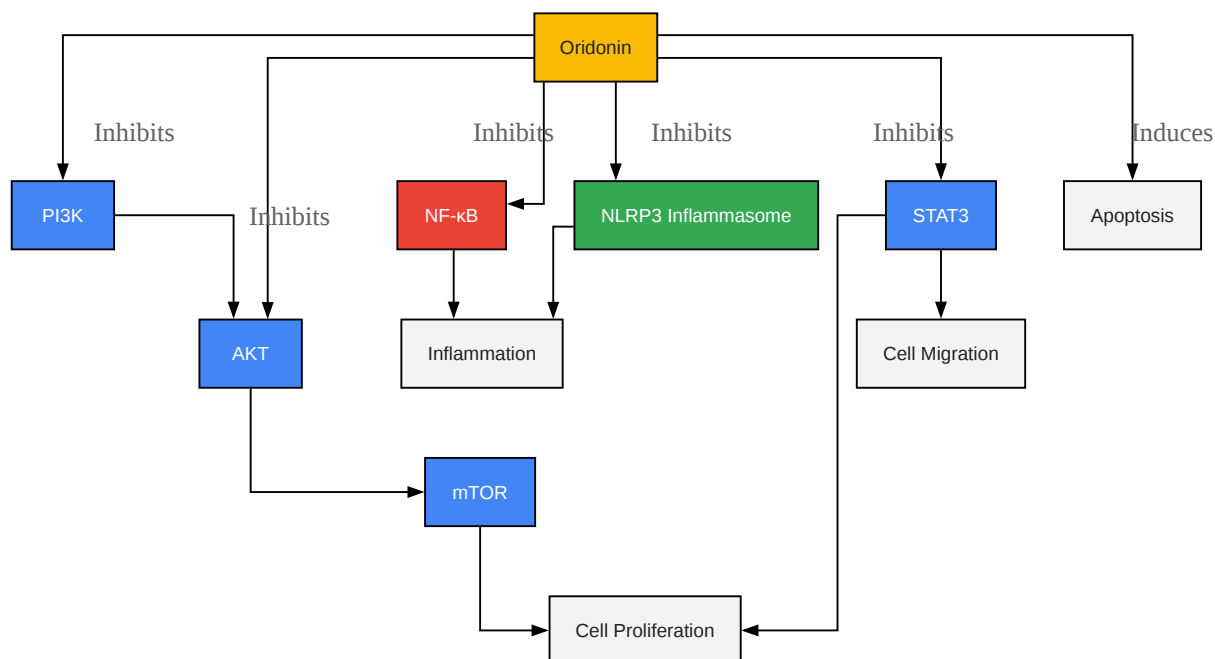 Oridonin
Inhibits
Inhibits
Inhibits
Inhibits
Induces
PI3K
Inhibits
NF-κB
NLRP3 Inflammasome
STAT3
Apoptosis
AKT
Inflammation
Cell Migration
mTOR
Cell Proliferation